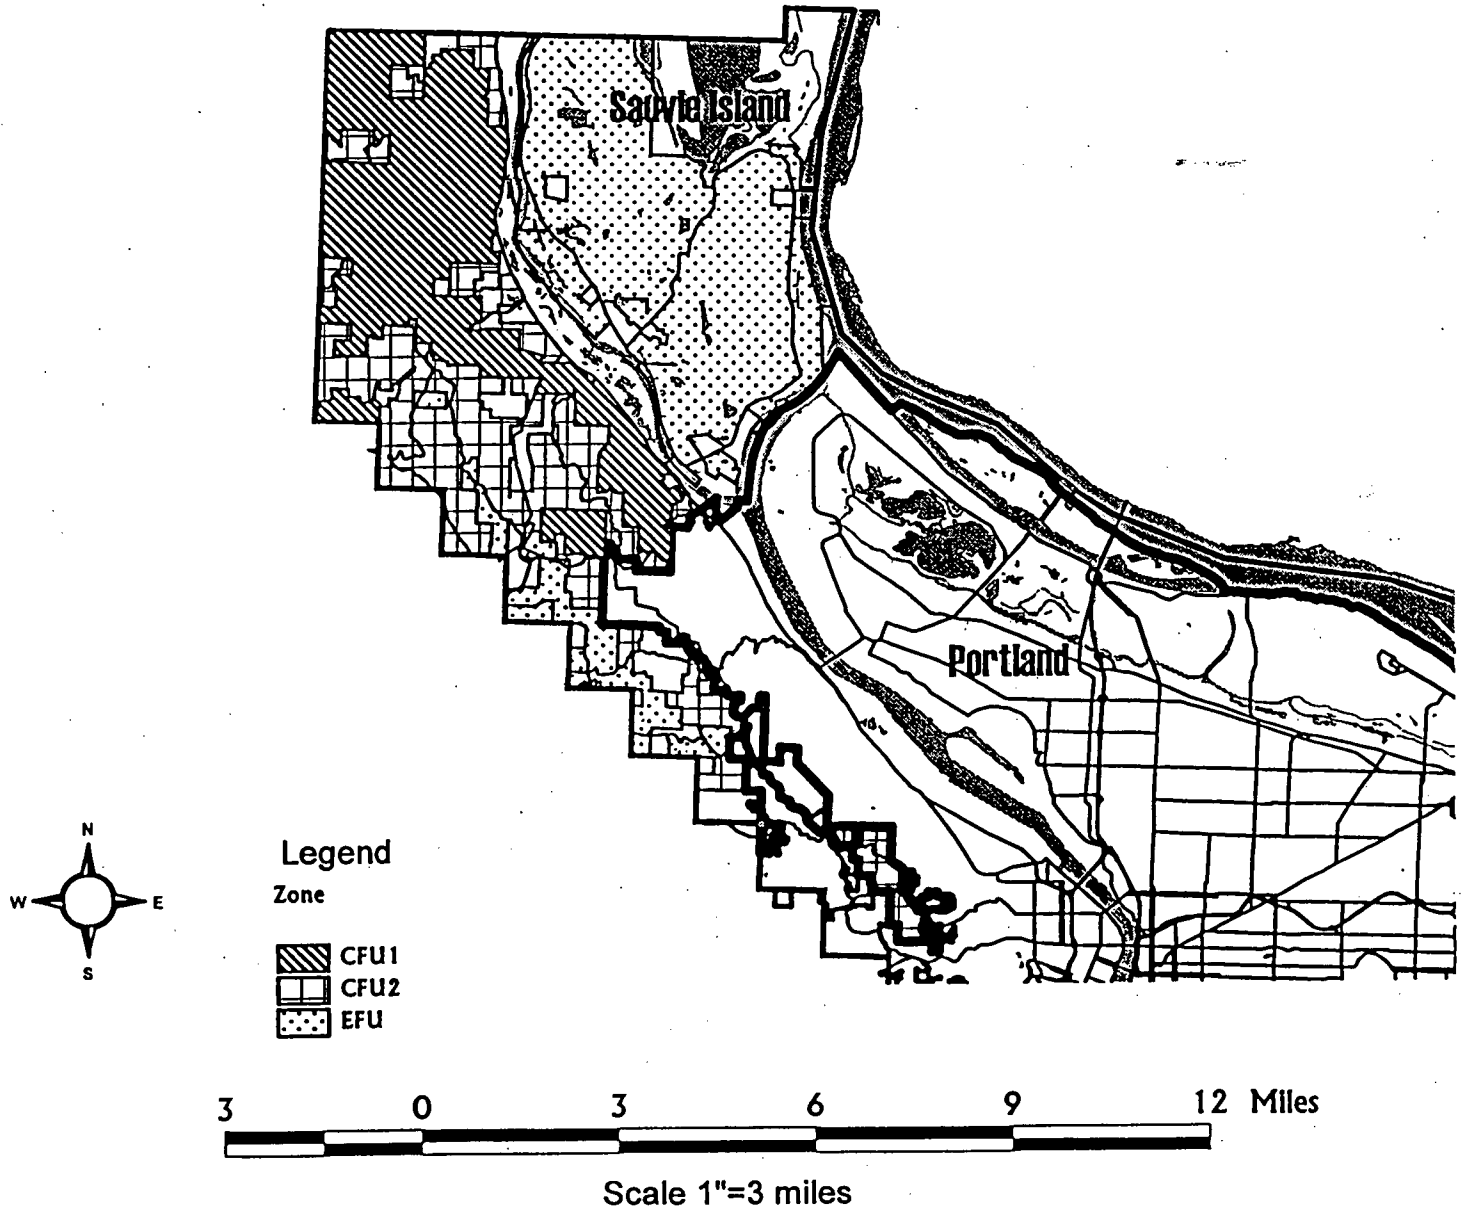 Sauvie Island
Portland
N
W E
S
Legend
Zone
CFU1
CFU2
EFU
3 0 3 6 9 12 Miles
Scale 1"=3 miles